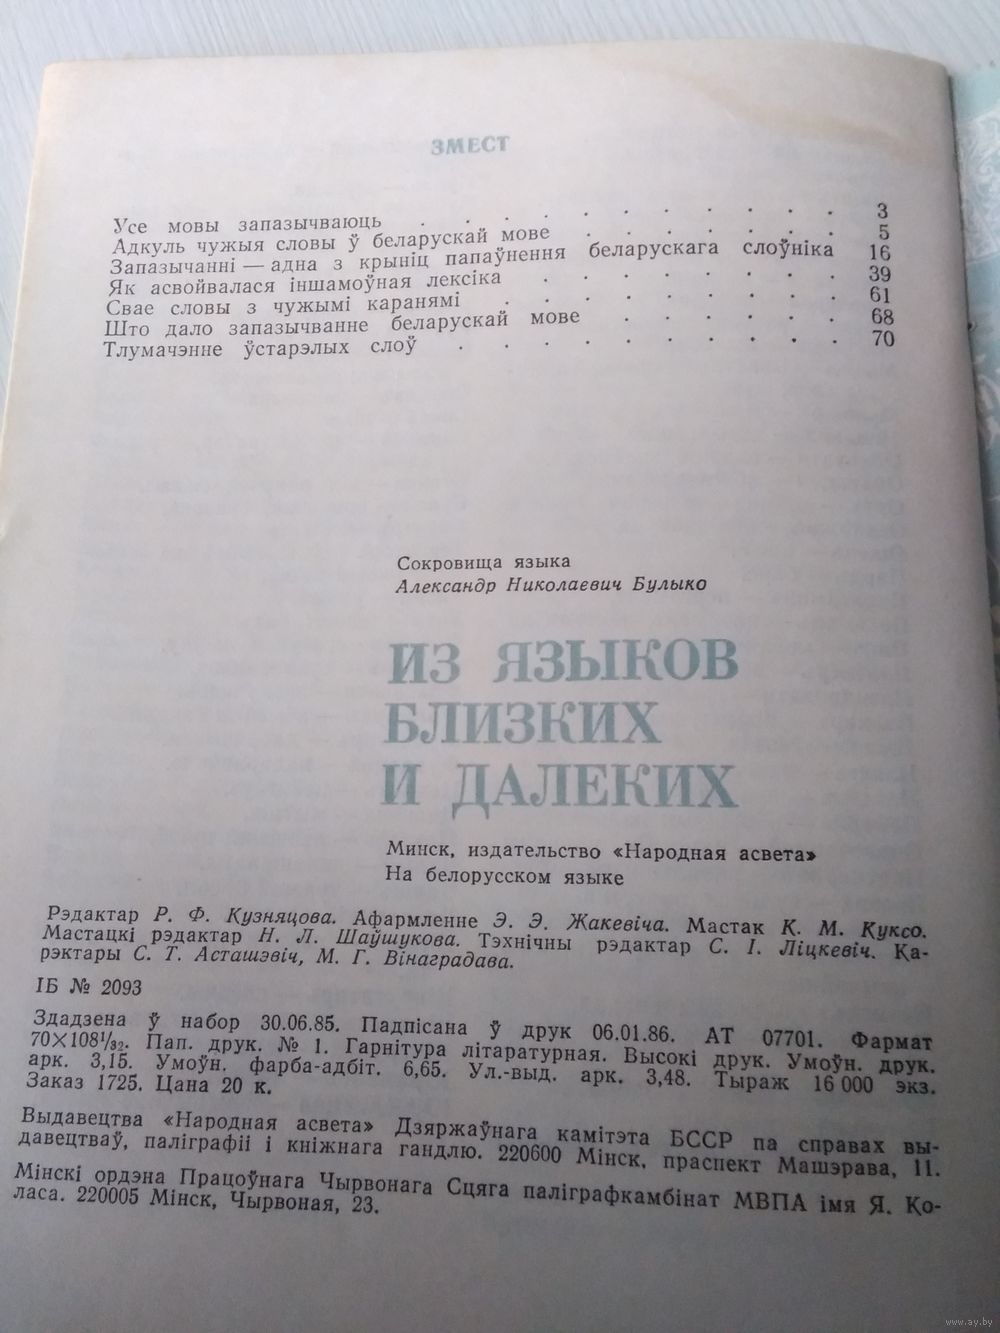 ЗМЕСТ
Усе мовы запазычваюць . . . . . . . . . . . 3
Адкуль чужыя словы ў беларускай мове . . . . . . . 5
Запазычанні — адна з крыніц папаўнення беларускага слоўніка 16
Як асвойвалася іншамоўная лексіка . . . . . . . . 39
Свае словы з чужымі каранямі . . . . . . . . . 61
Што дало запазычванне беларускай мове . . . . . . 68
Тлумачэнне ўстарэлых слоў . . . . . . . . . . 70
Сокровища языка
Александр Николаевич Булыко
ИЗ ЯЗЫКОВ
БЛИЗКИХ
И ДАЛЕКИХ
Минск, издательство «Народная асвета»
На белорусском языке
Рэдактар Р. Ф. Кузняцова. Афармленне Э. Э. Жакевіча. Мастак К. М. Куксо.
Мастацкі рэдактар Н. Л. Шаўшукова. Тэхнічны рэдактар С. І. Ліцкевіч. Ка-
рэктары С. Т. Асташэвіч, М. Г. Вінаградава.
ІБ № 2093
Здадзена ў набор 30.06.85. Падпісана ў друк 06.01.86. АТ 07701. Фармат
70×108¹/₃₂. Пап. друк. № 1. Гарнітура літаратурная. Высокі друк. Умоўн. друк.
арк. 3,15. Умоўн. фарба-адбіт. 6,65. Ул.-выд. арк. 3,48. Тыраж 16 000 экз.
Заказ 1725. Цана 20 к.
Выдавецтва «Народная асвета» Дзяржаўнага камітэта БССР па справах вы-
давецтваў, паліграфіі і кніжнага гандлю. 220600 Мінск, праспект Машэрава, 11.
Мінскі ордэна Працоўнага Чырвонага Сцяга паліграфкамбінат МВПА імя Я. Ко-
ласа. 220005 Мінск, Чырвоная, 23.
www.ay.by